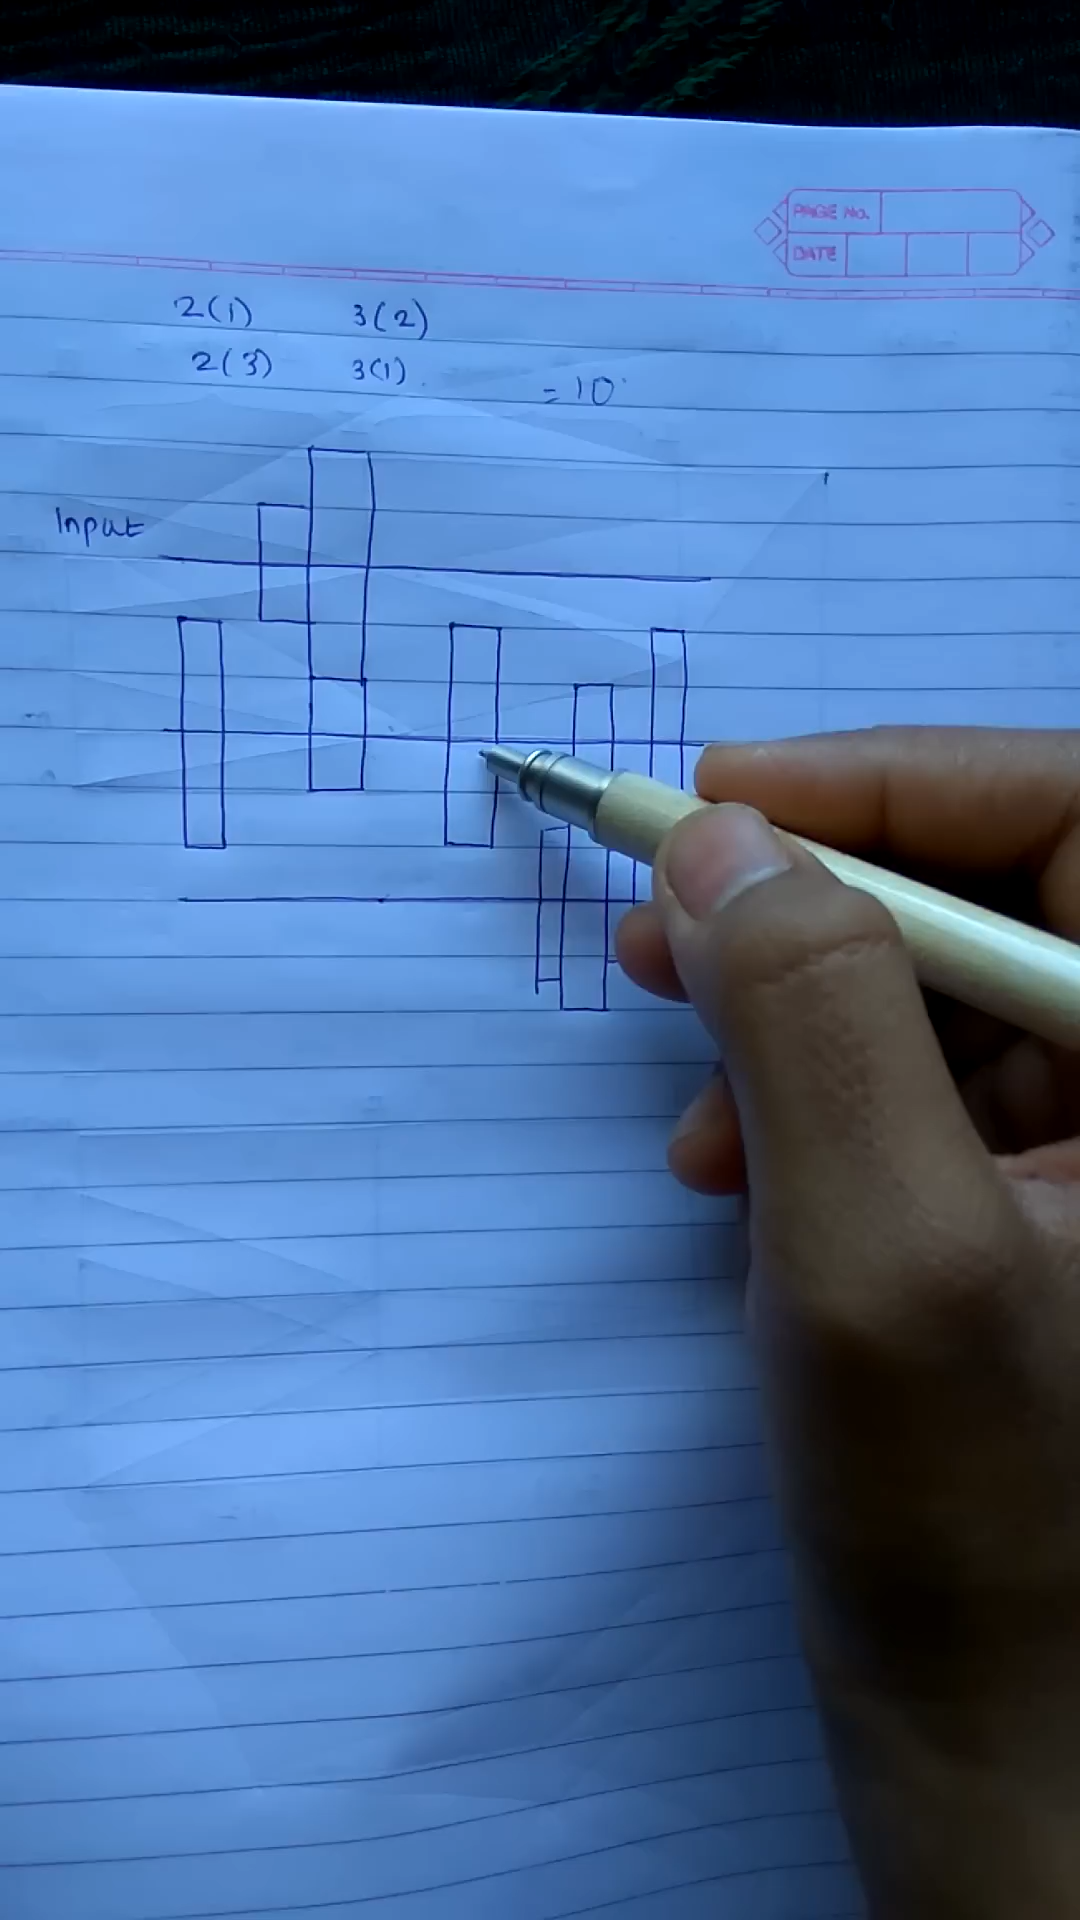 PAGE No.
DATE
2(1) 3(2)
2(3) 3(1)
= 10
Input